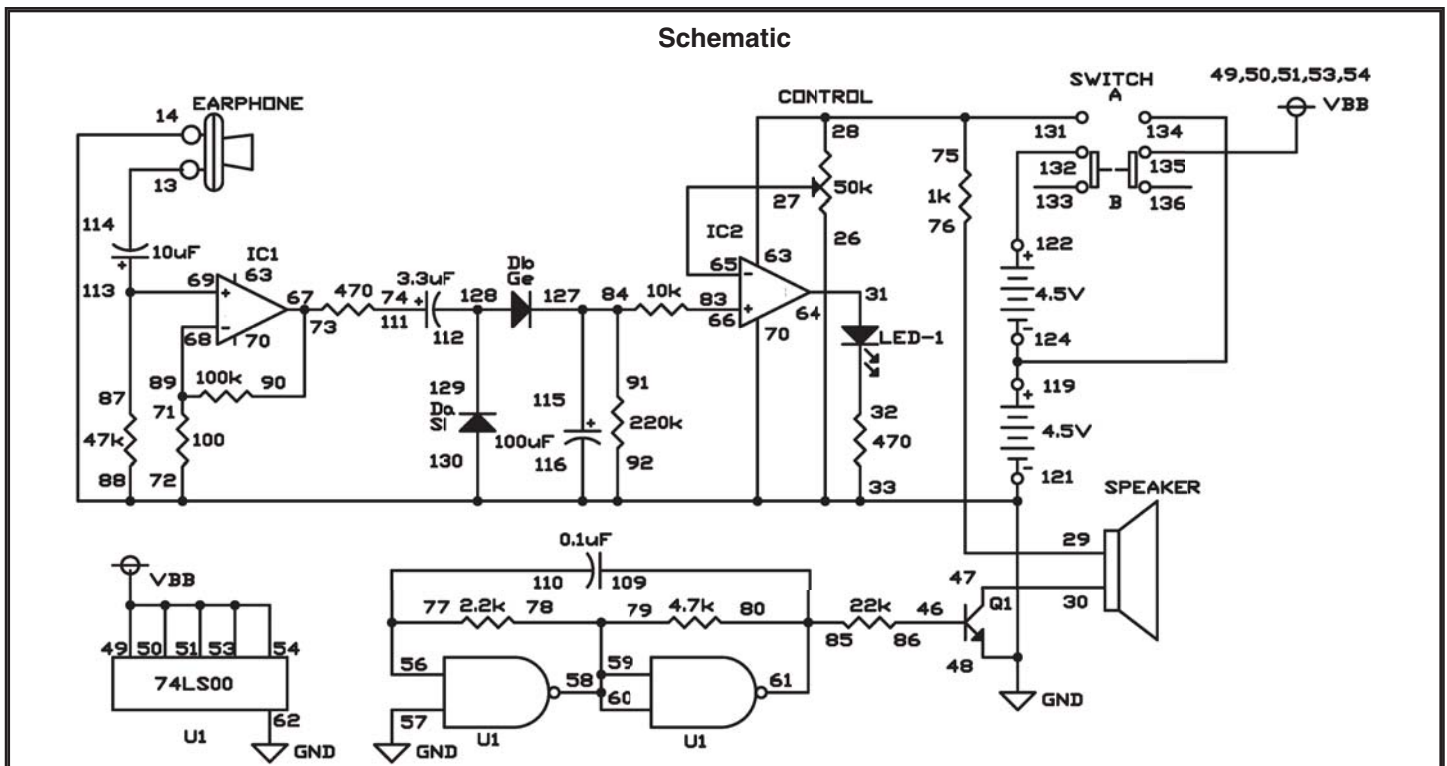 Schematic
49,50,51,53,54
SWITCH
A
VBB
EARPHONE
CONTROL
14
13
131
134
28
132
135
133
B
136
75
1k
76
27
50k
26
114
10uF
IC1
IC2
113
69
+
63
67
470
74
3.3uF
+
128
Db
Ge
127
84
10k
83
65
-
63
31
122
+
4.5V
-
124
68
-
70
73
111
112
66
+
64
70
LED-1
89
100k
90
129
Da
SI
130
115
+
100uF
116
91
220k
92
32
470
33
119
+
4.5V
-
121
87
47k
88
71
100
72
SPEAKER
0.1uF
110
109
29
VBB
77
2.2k
78
79
4.7k
80
22k
85
86
46
47
Q1
48
30
49
50
51
53
54
74LS00
62
U1
GND
56
57
58
59
60
61
GND
U1
U1
GND